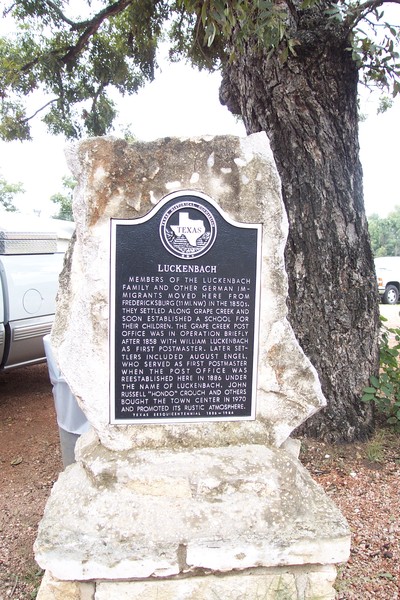 TEXAS
LUCKENBACH
MEMBERS OF THE LUCKENBACH
FAMILY AND OTHER GERMAN IM-
MIGRANTS MOVED HERE FROM
FREDERICKSBURG (11 MI. NW) IN THE 1850s.
THEY SETTLED ALONG GRAPE CREEK AND
SOON ESTABLISHED A SCHOOL FOR
THEIR CHILDREN. THE GRAPE CREEK POST
OFFICE WAS IN OPERATION BRIEFLY
AFTER 1858 WITH WILLIAM LUCKENBACH
AS FIRST POSTMASTER. LATER SET-
TLERS INCLUDED AUGUST ENGEL,
WHO SERVED AS FIRST POSTMASTER
WHEN THE POST OFFICE WAS
REESTABLISHED HERE IN 1886 UNDER
THE NAME OF LUCKENBACH. JOHN
RUSSELL "HONDO" CROUCH AND OTHERS
BOUGHT THE TOWN CENTER IN 1970
AND PROMOTED ITS RUSTIC ATMOSPHERE.
TEXAS SESQUICENTENNIAL 1836-1986